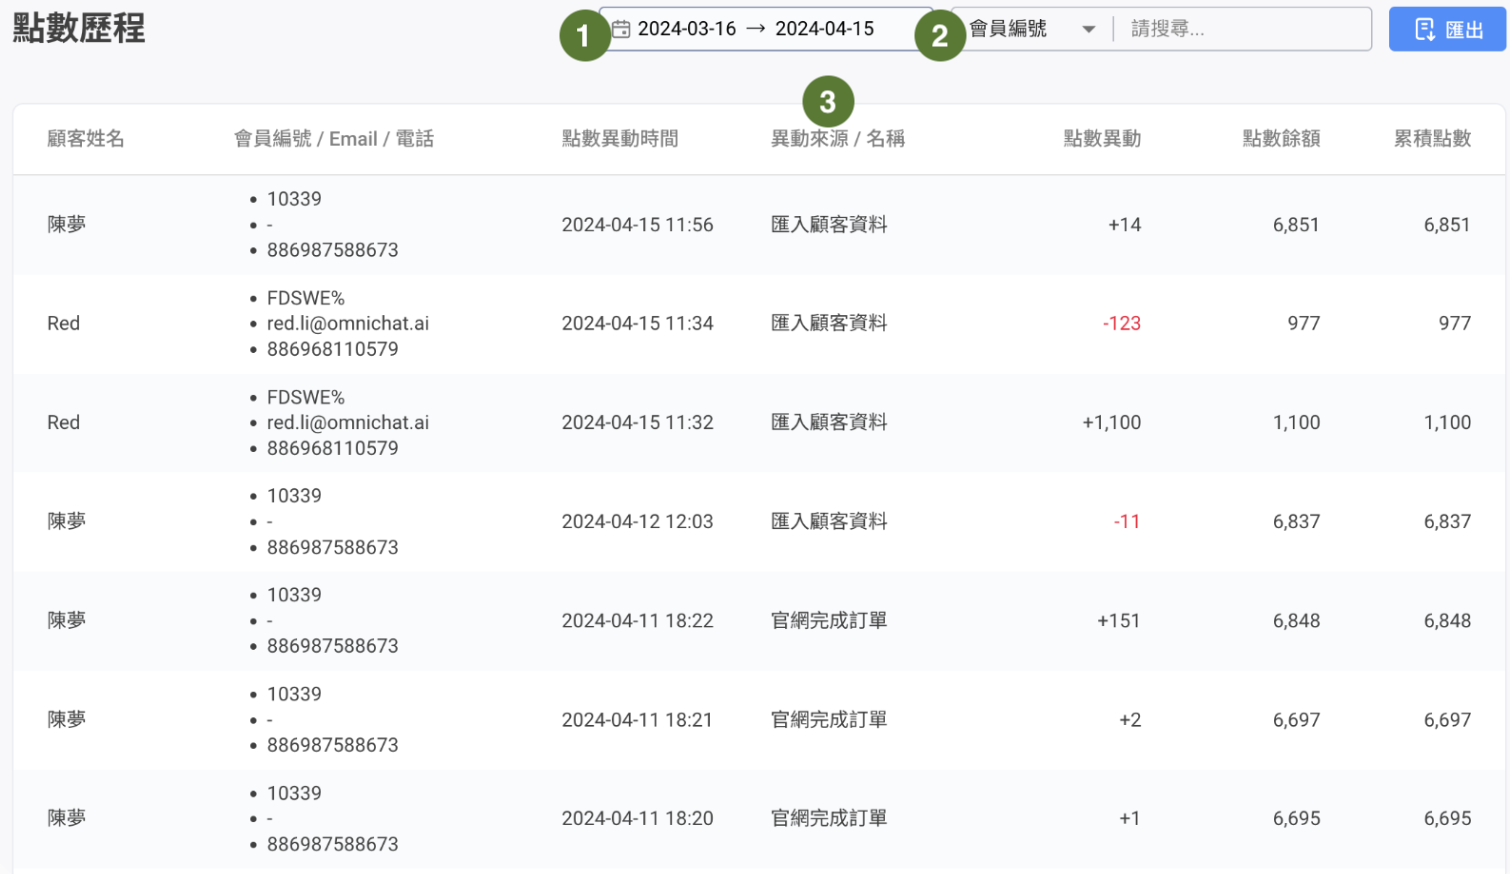 點數歷程
1 2024-03-16 → 2024-04-15 2 會員編號 請搜尋... 匯出
3
顧客姓名 會員編號 / Email / 電話 點數異動時間 異動來源 / 名稱 點數異動 點數餘額 累積點數
• 10339
陳夢 • - 2024-04-15 11:56 匯入顧客資料 +14 6,851 6,851
• 886987588673
• FDSWE%
Red • red.li@omnichat.ai 2024-04-15 11:34 匯入顧客資料 -123 977 977
• 886968110579
• FDSWE%
Red • red.li@omnichat.ai 2024-04-15 11:32 匯入顧客資料 +1,100 1,100 1,100
• 886968110579
• 10339
陳夢 • - 2024-04-12 12:03 匯入顧客資料 -11 6,837 6,837
• 886987588673
• 10339
陳夢 • - 2024-04-11 18:22 官網完成訂單 +151 6,848 6,848
• 886987588673
• 10339
陳夢 • - 2024-04-11 18:21 官網完成訂單 +2 6,697 6,697
• 886987588673
• 10339
陳夢 • - 2024-04-11 18:20 官網完成訂單 +1 6,695 6,695
• 886987588673